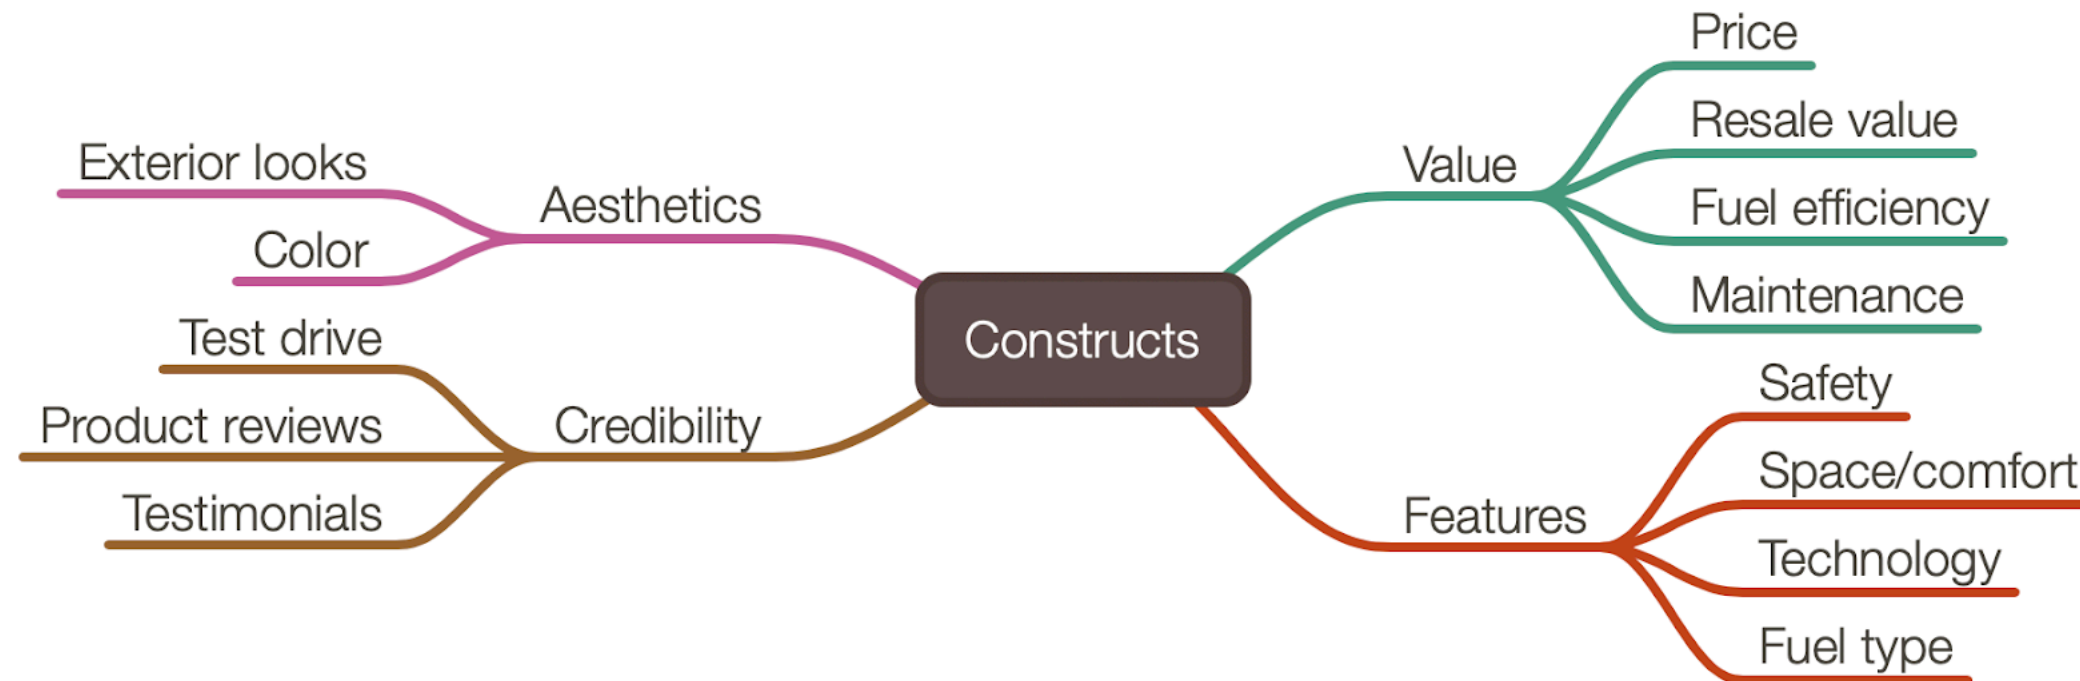 Constructs
Aesthetics
Exterior looks
Color
Credibility
Test drive
Product reviews
Testimonials
Value
Price
Resale value
Fuel efficiency
Maintenance
Features
Safety
Space/comfort
Technology
Fuel type